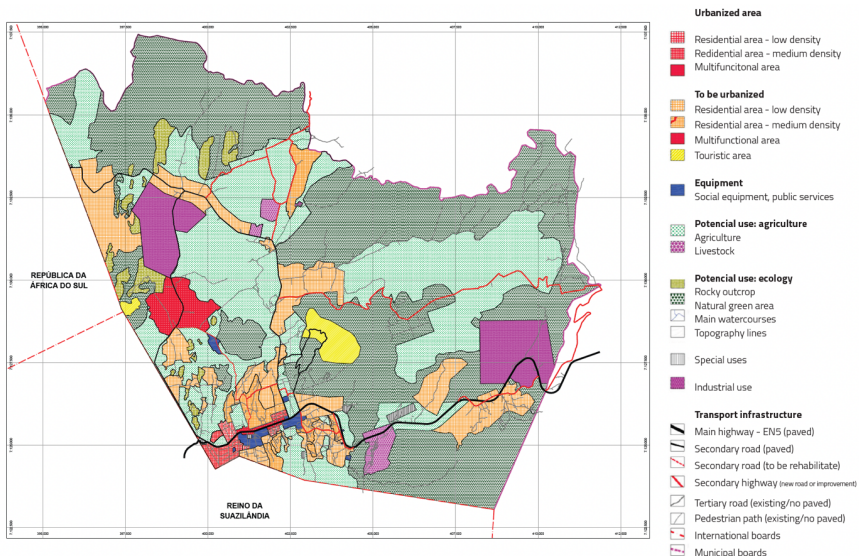 REPÚBLICA DA
ÁFRICA DO SUL
REINO DA
SUAZILÂNDIA
Urbanized area
Residential area - low density
Redidential area - medium density
Multifuncitonal area
To be urbanized
Residential area - low density
Residential area - medium density
Multifunctional area
Touristic area
Equipment
Social equipment, public services
Potencial use: agriculture
Agriculture
Livestock
Potencial use: ecology
Rocky outcrop
Natural green area
Main watercourses
Topography lines
Special uses
Industrial use
Transport infrastructure
Main highway - EN5 (paved)
Secondary road (paved)
Secondary road (to be rehabilitate)
Secondary highway (new road or improvement)
Tertiary road (existing/no paved)
Pedestrian path (existing/no paved)
International boards
Municipal boards